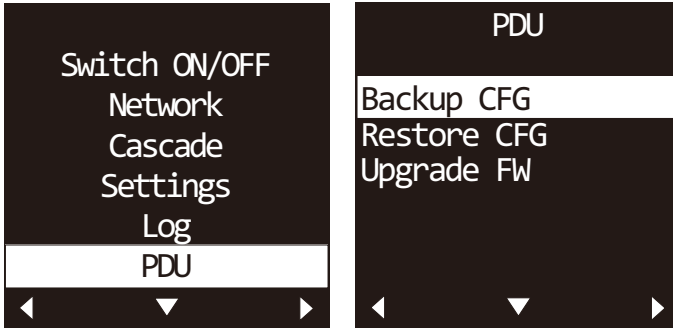 Switch ON/OFF
Network
Cascade
Settings
Log
PDU
PDU
Backup CFG
Restore CFG
Upgrade FW